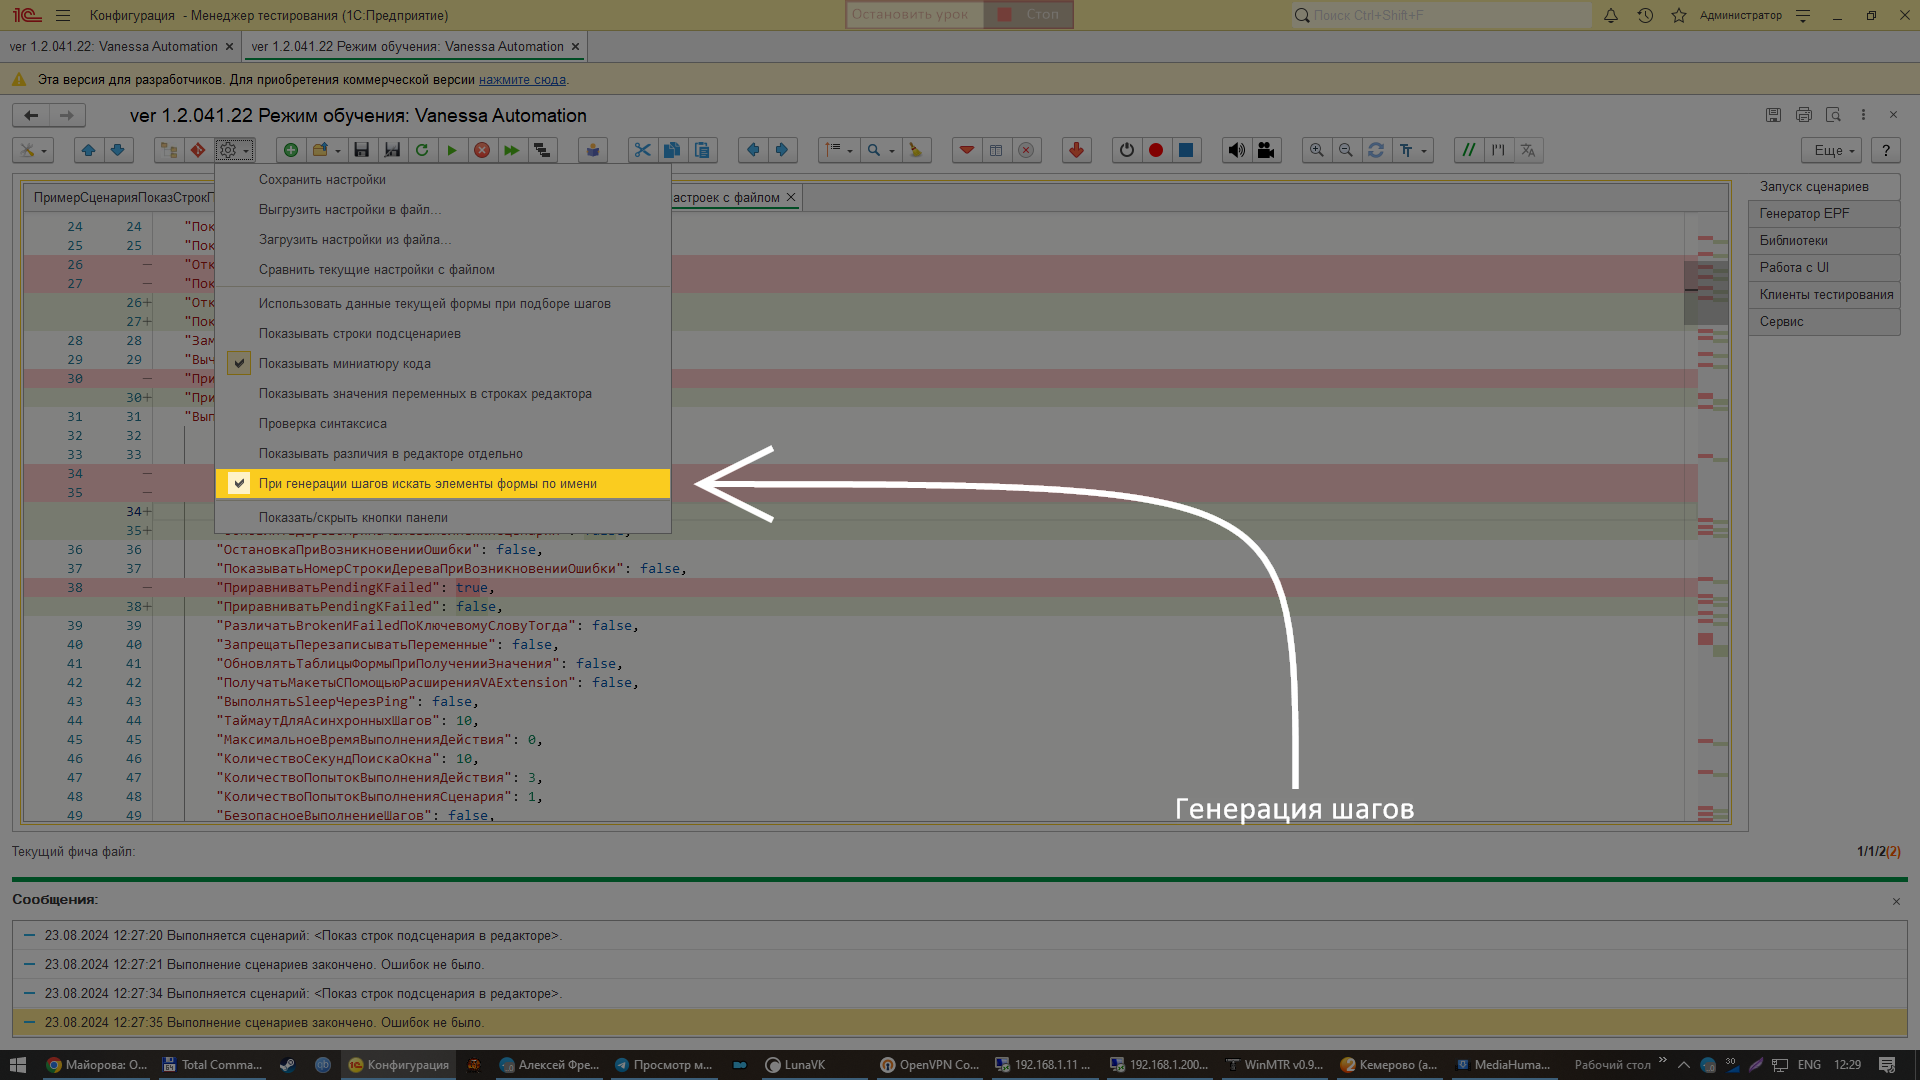 Конфигурация - Менеджер тестирования (1С:Предприятие)
Остановить урок
Стоп
Поиск Ctrl+Shift+F
Администратор
ver 1.2.041.22: Vanessa Automation
ver 1.2.041.22 Режим обучения: Vanessa Automation
Эта версия для разработчиков. Для приобретения коммерческой версии нажмите сюда.
ver 1.2.041.22 Режим обучения: Vanessa Automation
Еще
?
ПримерСценарияПоказСтрокП
астроек с файлом
Сохранить настройки
Выгрузить настройки в файл...
Загрузить настройки из файла...
Сравнить текущие настройки с файлом
Использовать данные текущей формы при подборе шагов
Показывать строки подсценариев
Показывать миниатюру кода
Показывать значения переменных в строках редактора
Проверка синтаксиса
Показывать различия в редакторе отдельно
При генерации шагов искать элементы формы по имени
Показать/скрыть кнопки панели
Запуск сценариев
Генератор EPF
Библиотеки
Работа с UI
Клиенты тестирования
Сервис
24 24 "Пок
25 25 "Пок
26 — "Отк
27 — "Пок
26+ "Отк
27+ "Пок
28 28 "Зам
29 29 "Выч
30 — "При
30+ "При
31 31 "Вып
32 32
33 33
34 —
35 —
34+
35+
36 36 "ОстановкаПриВозникновенииОшибки": false,
37 37 "ПоказыватьНомерСтрокиДереваПриВозникновенииОшибки": false,
38 — "ПриравниватьPendingКFailed": true,
38+ "ПриравниватьPendingКFailed": false,
39 39 "РазличатьBrokenИFailedПоКлючевомуСловуТогда": false,
40 40 "ЗапрещатьПерезаписыватьПеременные": false,
41 41 "ОбновлятьТаблицыФормыПриПолученииЗначения": false,
42 42 "ПолучатьМакетыСПомощьюРасширенияVAExtension": false,
43 43 "ВыполнятьSleepЧерезPing": false,
44 44 "ТаймаутДляАсинхронныхШагов": 10,
45 45 "МаксимальноеВремяВыполненияДействия": 0,
46 46 "КоличествоСекундПоискаОкна": 10,
47 47 "КоличествоПопытокВыполненияДействия": 3,
48 48 "КоличествоПопытокВыполненияСценария": 1,
49 49 "БезопасноеВыполнениеШагов": false,
Генерация шагов
Текущий фича файл:
1/1/2(2)
Сообщения:
23.08.2024 12:27:20 Выполняется сценарий: <Показ строк подсценария в редакторе>.
23.08.2024 12:27:21 Выполнение сценариев закончено. Ошибок не было.
23.08.2024 12:27:34 Выполняется сценарий: <Показ строк подсценария в редакторе>.
23.08.2024 12:27:35 Выполнение сценариев закончено. Ошибок не было.
Майорова: О...
Total Comma...
Конфигурация
Алексей Фре...
Просмотр м...
LunaVK
OpenVPN Co...
192.168.1.11 ...
192.168.1.200...
WinMTR v0.9...
Кемерово (а...
MediaHuma...
Рабочий стол
30
ENG
12:29